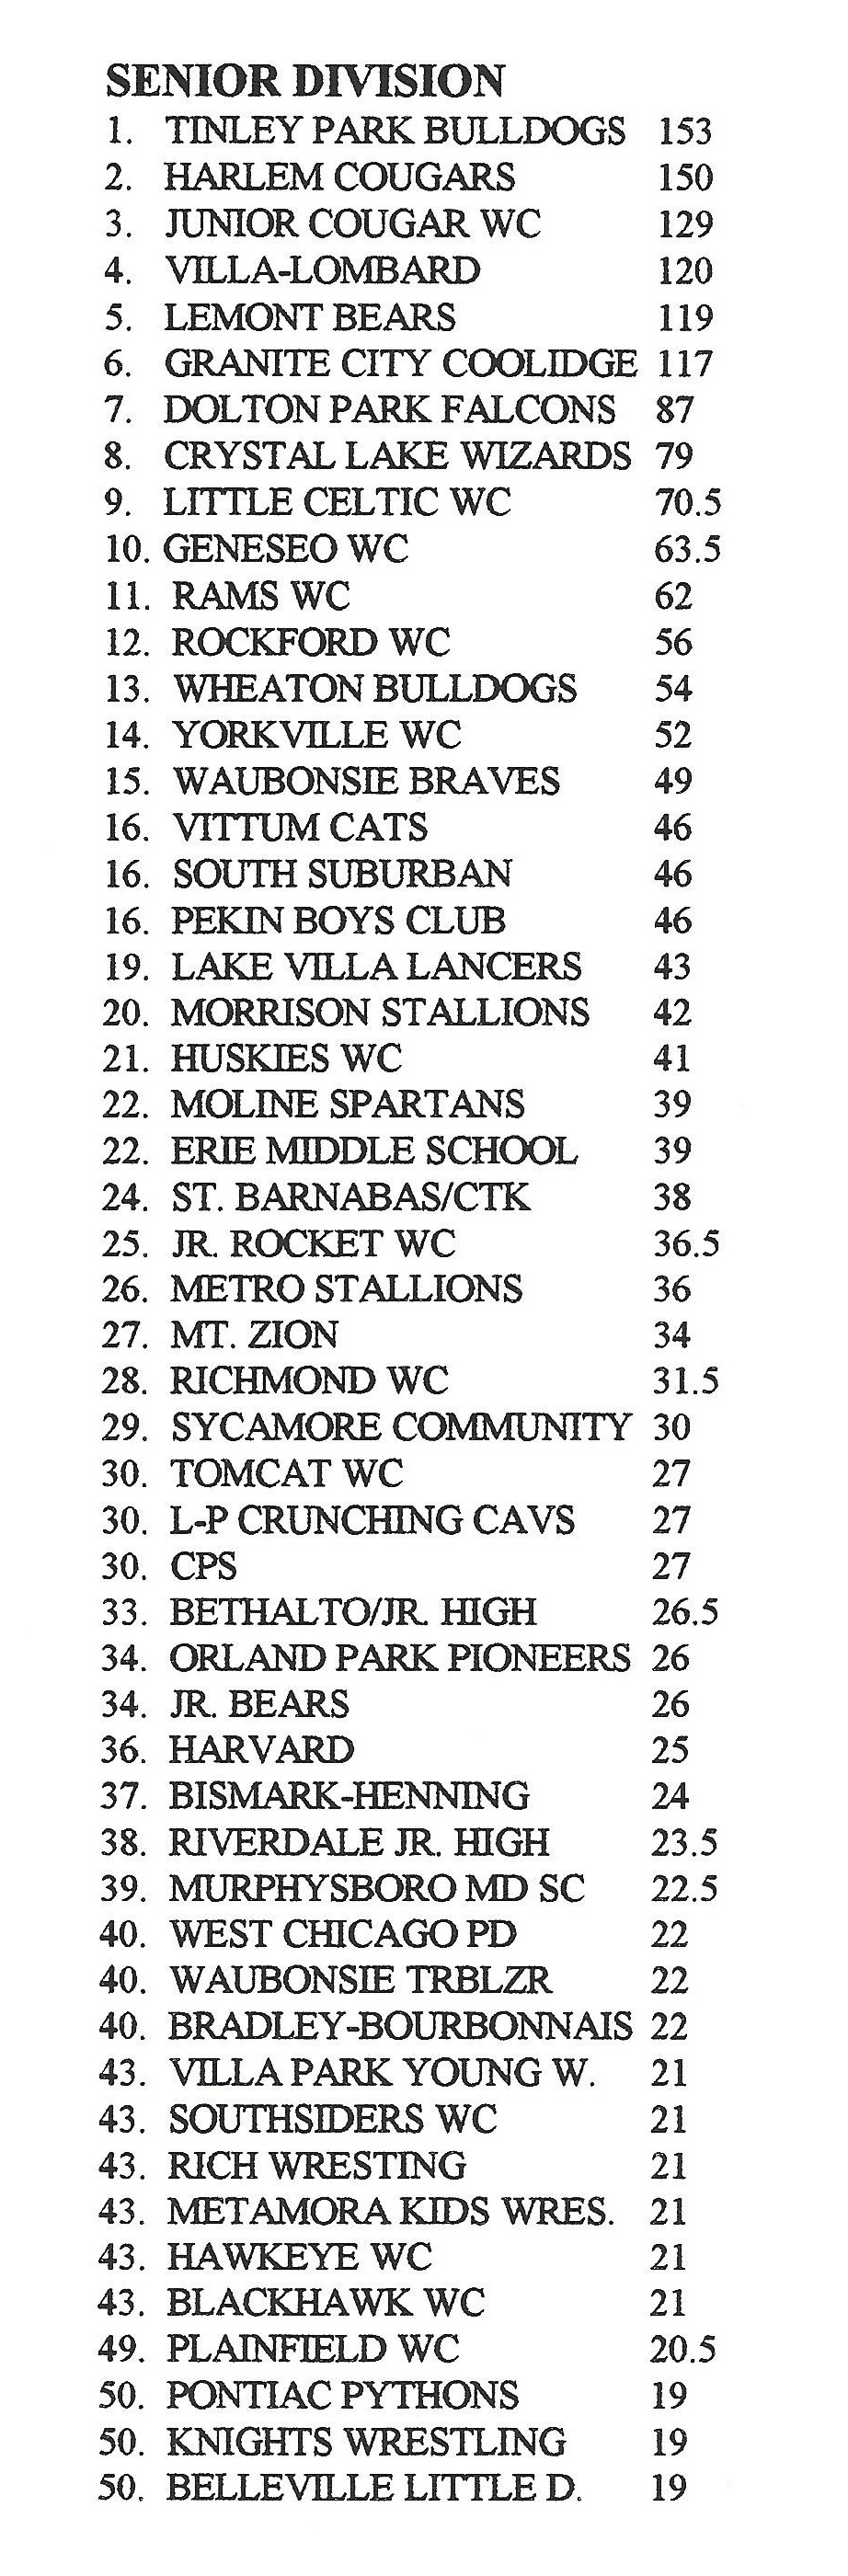 SENIOR DIVISION
1. TINLEY PARK BULLDOGS 153
2. HARLEM COUGARS 150
3. JUNIOR COUGAR WC 129
4. VILLA-LOMBARD 120
5. LEMONT BEARS 119
6. GRANITE CITY COOLIDGE 117
7. DOLTON PARK FALCONS 87
8. CRYSTAL LAKE WIZARDS 79
9. LITTLE CELTIC WC 70.5
10. GENESEO WC 63.5
11. RAMS WC 62
12. ROCKFORD WC 56
13. WHEATON BULLDOGS 54
14. YORKVILLE WC 52
15. WAUBONSIE BRAVES 49
16. VITTUM CATS 46
16. SOUTH SUBURBAN 46
16. PEKIN BOYS CLUB 46
19. LAKE VILLA LANCERS 43
20. MORRISON STALLIONS 42
21. HUSKIES WC 41
22. MOLINE SPARTANS 39
22. ERIE MIDDLE SCHOOL 39
24. ST. BARNABAS/CTK 38
25. JR. ROCKET WC 36.5
26. METRO STALLIONS 36
27. MT. ZION 34
28. RICHMOND WC 31.5
29. SYCAMORE COMMUNITY 30
30. TOMCAT WC 27
30. L-P CRUNCHING CAVS 27
30. CPS 27
33. BETHALTO/JR. HIGH 26.5
34. ORLAND PARK PIONEERS 26
34. JR. BEARS 26
36. HARVARD 25
37. BISMARK-HENNING 24
38. RIVERDALE JR. HIGH 23.5
39. MURPHYSBORO MD SC 22.5
40. WEST CHICAGO PD 22
40. WAUBONSIE TRBLZR 22
40. BRADLEY-BOURBONNAIS 22
43. VILLA PARK YOUNG W. 21
43. SOUTHSIDERS WC 21
43. RICH WRESTING 21
43. METAMORA KIDS WRES. 21
43. HAWKEYE WC 21
43. BLACKHAWK WC 21
49. PLAINFIELD WC 20.5
50. PONTIAC PYTHONS 19
50. KNIGHTS WRESTLING 19
50. BELLEVILLE LITTLE D. 19